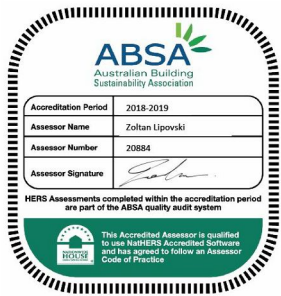 ABSA
Australian Building
Sustainability Association
Accreditation Period 2018-2019
Assessor Name Zoltan Lipovski
Assessor Number 20884
Assessor Signature
HERS Assessments completed within the accreditation period
are part of the ABSA quality audit system
This Accredited Assessor is qualified
to use NatHERS Accredited Software
and has agreed to follow an Assessor
Code of Practice
HOUSE